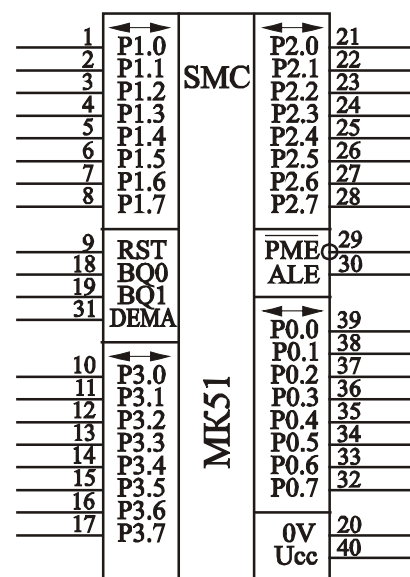 1 P1.0
2 P1.1
3 P1.2
4 P1.3
5 P1.4
6 P1.5
7 P1.6
8 P1.7
9 RST
18 BQ0
19 BQ1
31 DEMA
10 P3.0
11 P3.1
12 P3.2
13 P3.3
14 P3.4
15 P3.5
16 P3.6
17 P3.7
SMC
MK51
P2.0 21
P2.1 22
P2.2 23
P2.3 24
P2.4 25
P2.5 26
P2.6 27
P2.7 28
PME 29
ALE 30
P0.0 39
P0.1 38
P0.2 37
P0.3 36
P0.4 35
P0.5 34
P0.6 33
P0.7 32
0V 20
Ucc 40